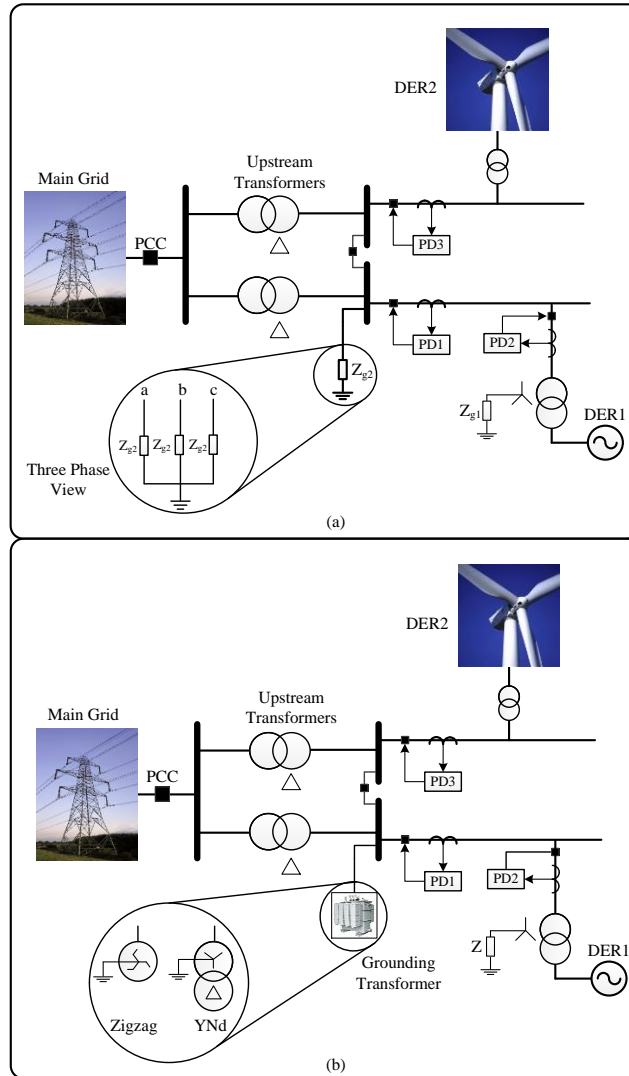 DER2
Upstream
Transformers
Main Grid
PCC
PD3
PD1
PD2
Zg2
Zg1
DER1
a b c
Zg2 Zg2 Zg2
Three Phase
View
(a)
DER2
Upstream
Transformers
Main Grid
PCC
PD3
PD1
PD2
Z
DER1
Grounding
Transformer
Zigzag YNd
(b)